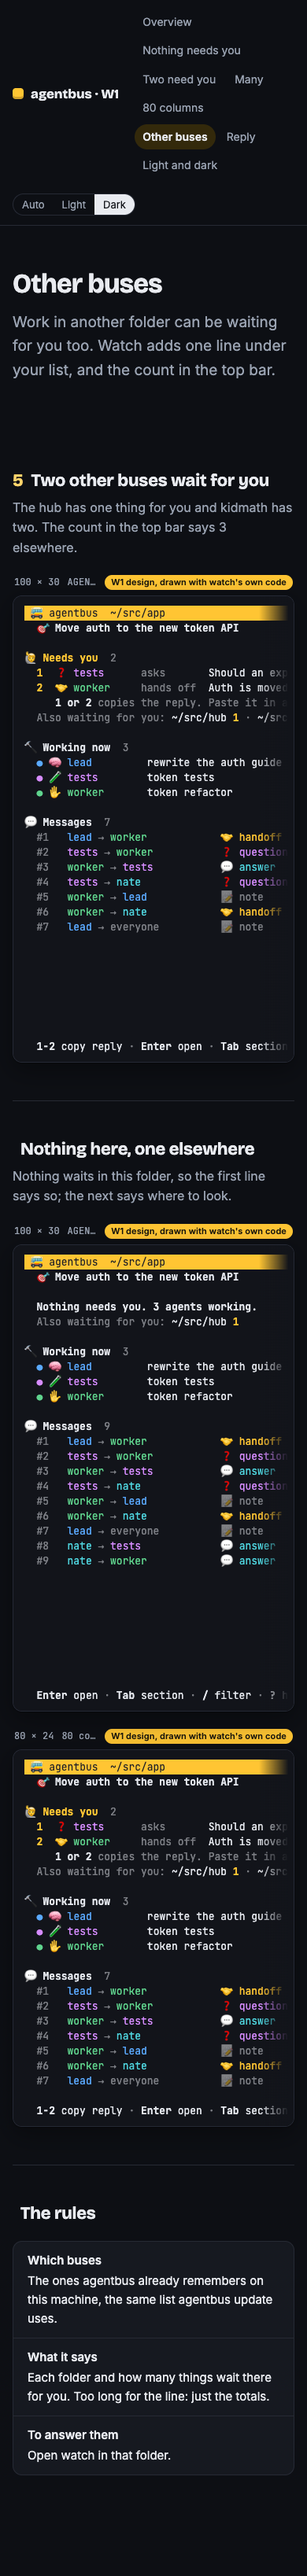 agentbus · W1
Overview
Nothing needs you
Two need you Many
80 columns
Other buses Reply
Light and dark
Auto Light Dark
Other buses
Work in another folder can be waiting
for you too. Watch adds one line under
your list, and the count in the top bar.
5 Two other buses wait for you
The hub has one thing for you and kidmath has
two. The count in the top bar says 3
elsewhere.
100 × 30 AGEN… W1 design, drawn with watch's own code
agentbus ~/src/app
Move auth to the new token API
Needs you 2
1 ❓ tests asks Should an exp
2 worker hands off Auth is moved
1 or 2 copies the reply. Paste it in a
Also waiting for you: ~/src/hub 1 · ~/src
Working now 3
lead rewrite the auth guide
tests token tests
worker token refactor
Messages 7
#1 lead → worker handoff
#2 tests → worker ❓ question
#3 worker → tests answer
#4 tests → nate ❓ question
#5 worker → lead note
#6 worker → nate handoff
#7 lead → everyone note
1-2 copy reply · Enter open · Tab section
Nothing here, one elsewhere
Nothing waits in this folder, so the first line
says so; the next says where to look.
100 × 30 AGEN… W1 design, drawn with watch's own code
agentbus ~/src/app
Move auth to the new token API
Nothing needs you. 3 agents working.
Also waiting for you: ~/src/hub 1
Working now 3
lead rewrite the auth guide
tests token tests
worker token refactor
Messages 9
#1 lead → worker handoff
#2 tests → worker ❓ question
#3 worker → tests answer
#4 tests → nate ❓ question
#5 worker → lead note
#6 worker → nate handoff
#7 lead → everyone note
#8 nate → tests answer
#9 nate → worker answer
Enter open · Tab section · / filter · ? h
80 × 24 80 co… W1 design, drawn with watch's own code
agentbus ~/src/app
Move auth to the new token API
Needs you 2
1 ❓ tests asks Should an exp
2 worker hands off Auth is moved
1 or 2 copies the reply. Paste it in a
Also waiting for you: ~/src/hub 1 · ~/src
Working now 3
lead rewrite the auth guide
tests token tests
worker token refactor
Messages 7
#1 lead → worker handoff
#2 tests → worker ❓ question
#3 worker → tests answer
#4 tests → nate ❓ question
#5 worker → lead note
#6 worker → nate handoff
#7 lead → everyone note
1-2 copy reply · Enter open · Tab section
The rules
Which buses
The ones agentbus already remembers on
this machine, the same list agentbus update
uses.
What it says
Each folder and how many things wait there
for you. Too long for the line: just the totals.
To answer them
Open watch in that folder.